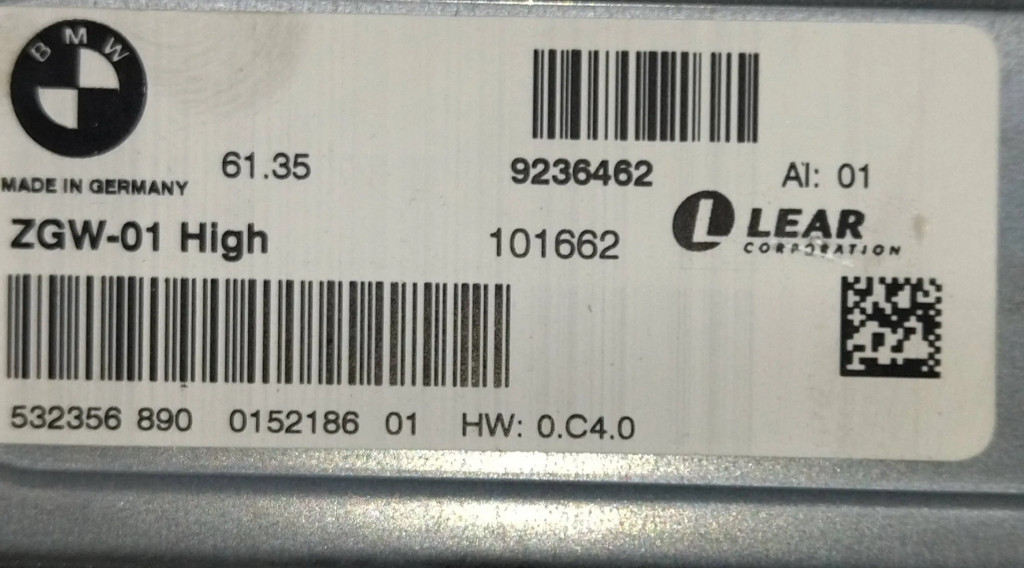 BMW
61.35
9236462
AI: 01
MADE IN GERMANY
ZGW-01 High
101662
LEAR
CORPORATION
532356 890 0152186 01 HW: 0.C4.0